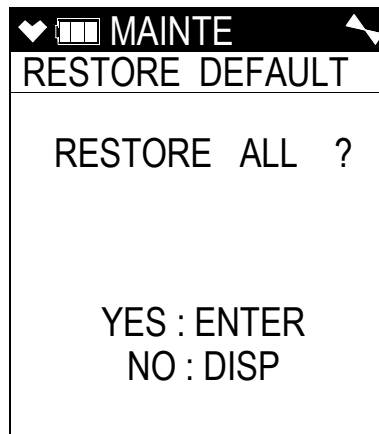 MAINTE
RESTORE DEFAULT
RESTORE ALL ?
YES : ENTER
NO : DISP